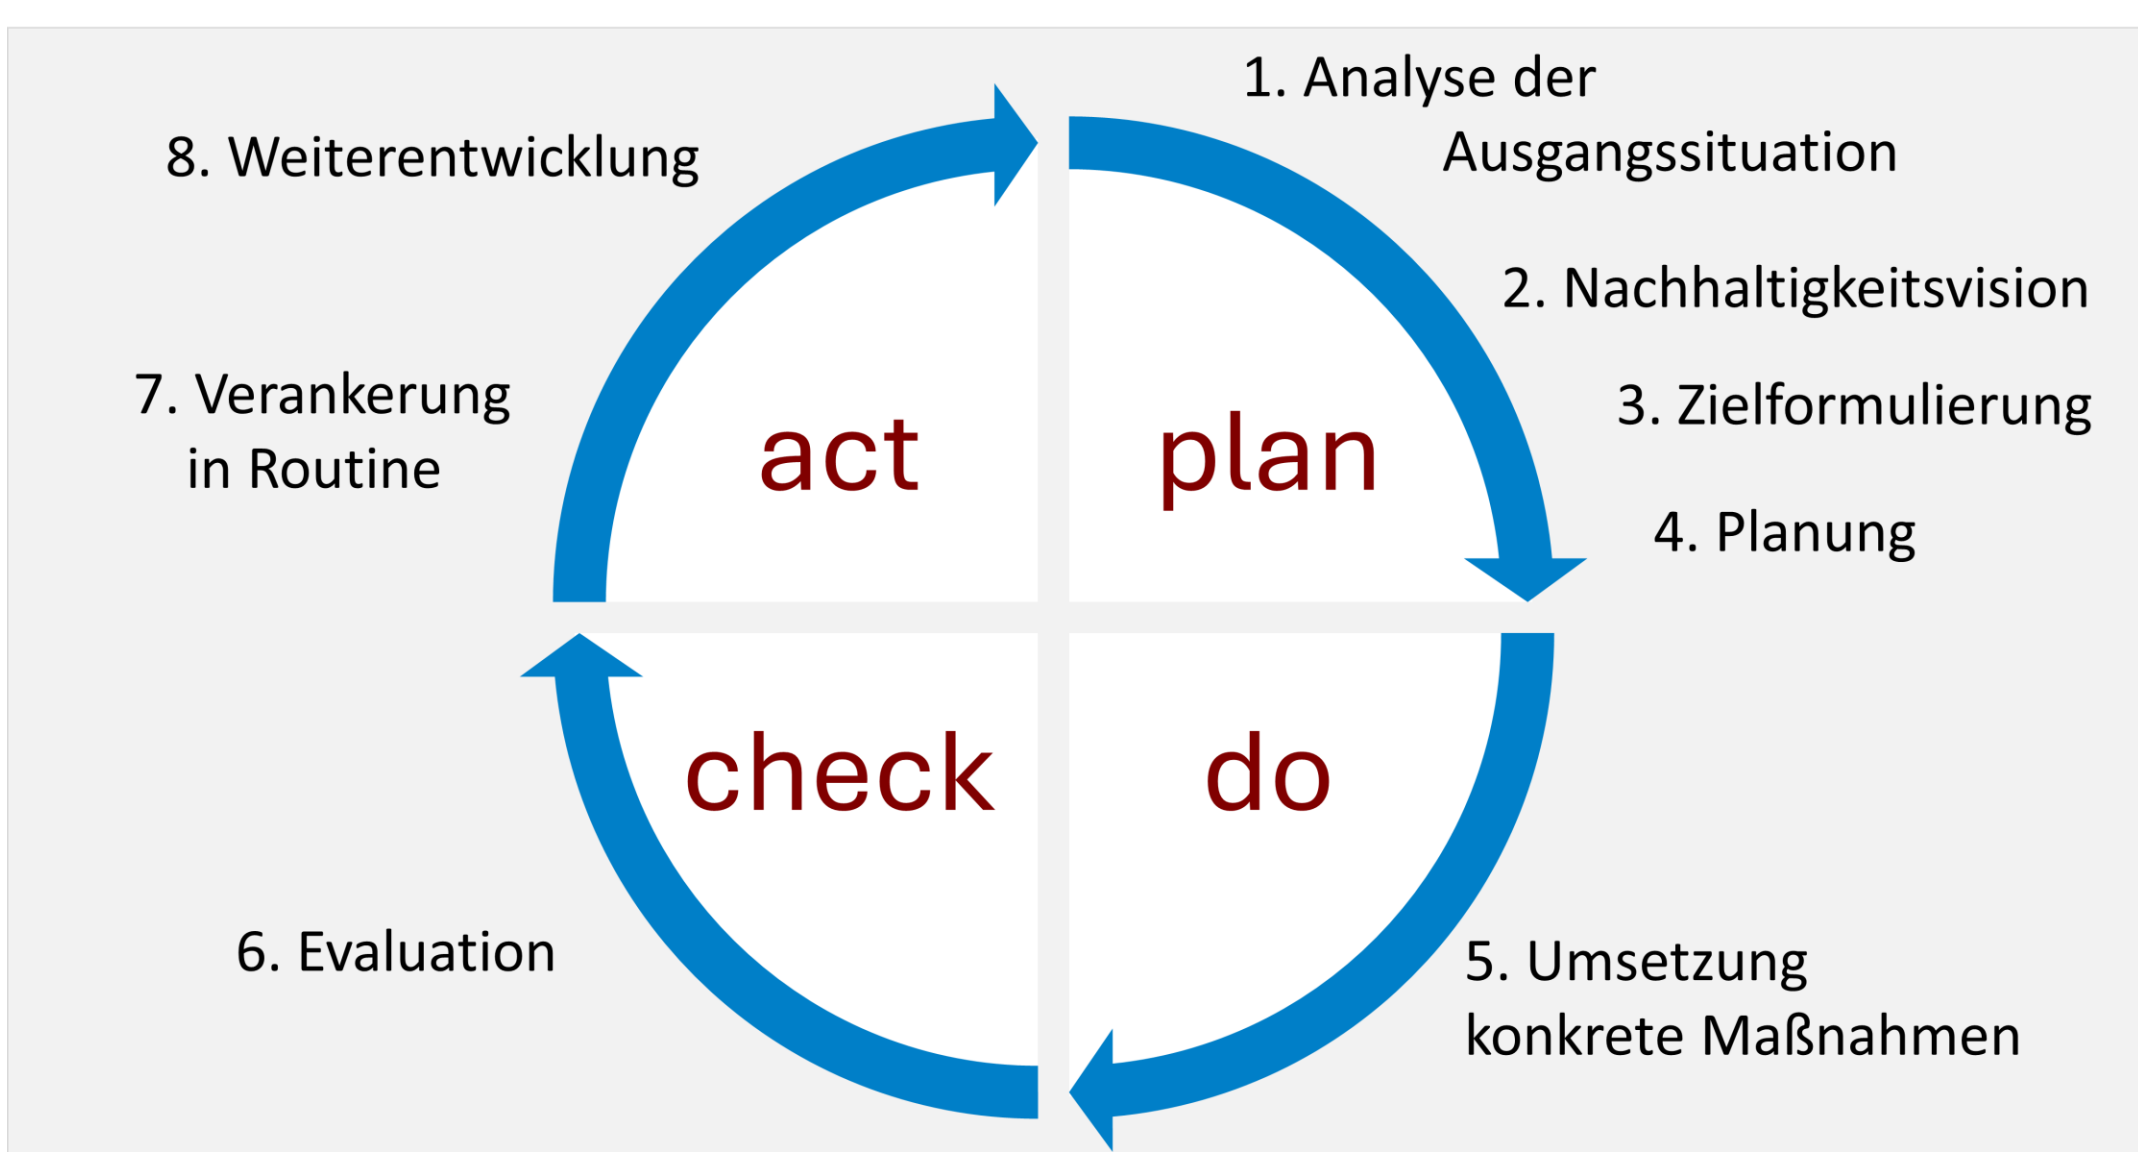 1. Analyse der
Ausgangssituation
2. Nachhaltigkeitsvision
3. Zielformulierung
4. Planung
5. Umsetzung
konkrete Maßnahmen
6. Evaluation
7. Verankerung
in Routine
8. Weiterentwicklung
act
plan
check
do